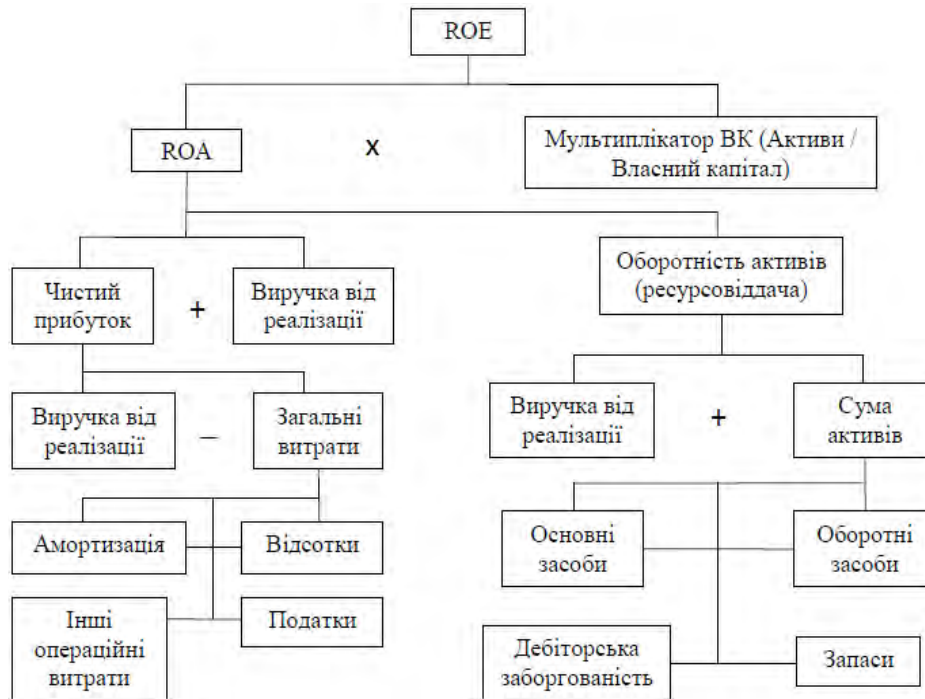 ROE
ROA
x
Мультиплікатор ВК (Активи /
Власний капітал)
Чистий
прибуток
+
Виручка від
реалізації
Оборотність активів
(ресурсовіддача)
Виручка від
реалізації
–
Загальні
витрати
Виручка від
реалізації
+
Сума
активів
Амортизація
Відсотки
Основні
засоби
Оборотні
засоби
Інші
операційні
витрати
Податки
Дебіторська
заборгованість
Запаси